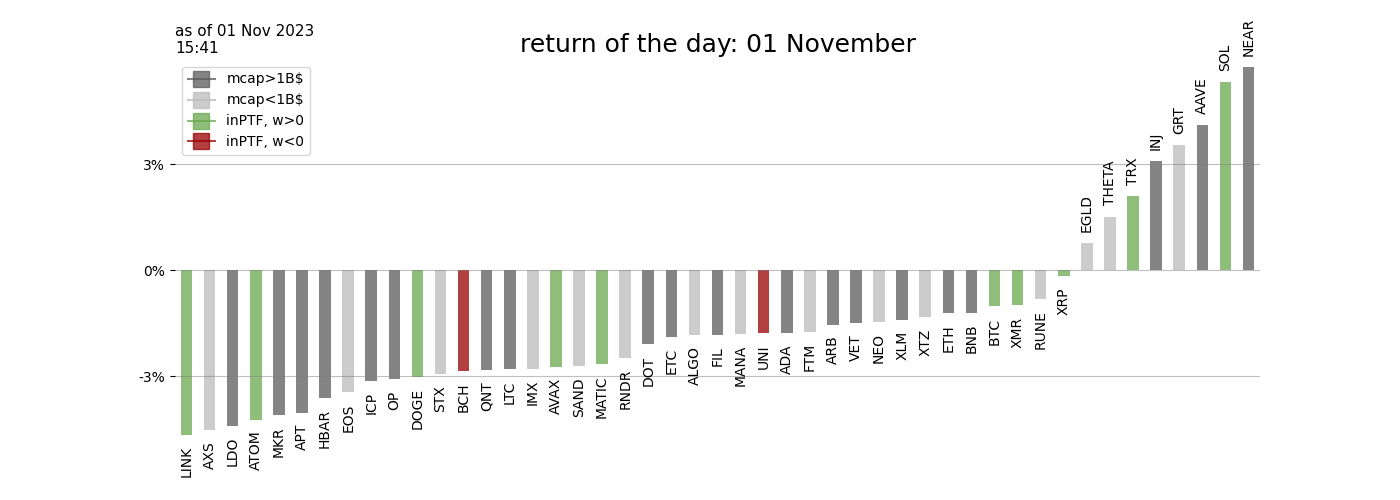 as of 01 Nov 2023
15:41
return of the day: 01 November
mcap>1B$
mcap<1B$
inPTF, w>0
inPTF, w<0
3%
0%
-3%
LINK
AXS
LDO
ATOM
MKR
APT
HBAR
EOS
ICP
OP
DOGE
STX
BCH
QNT
LTC
IMX
AVAX
SAND
MATIC
RNDR
DOT
ETC
ALGO
FIL
MANA
UNI
ADA
FTM
ARB
VET
NEO
XLM
XTZ
ETH
BNB
BTC
XMR
RUNE
XRP
EGLD
THETA
TRX
INJ
GRT
AAVE
SOL
NEAR